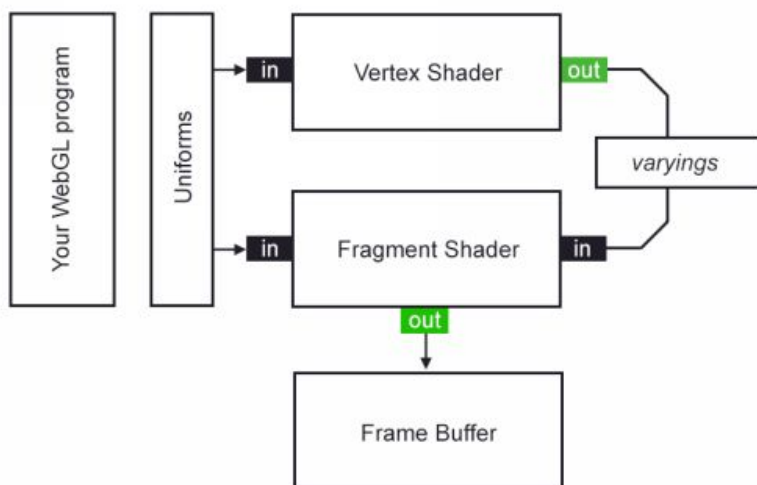 Your WebGL program
Uniforms
in
Vertex Shader
out
varyings
in
Fragment Shader
in
out
Frame Buffer